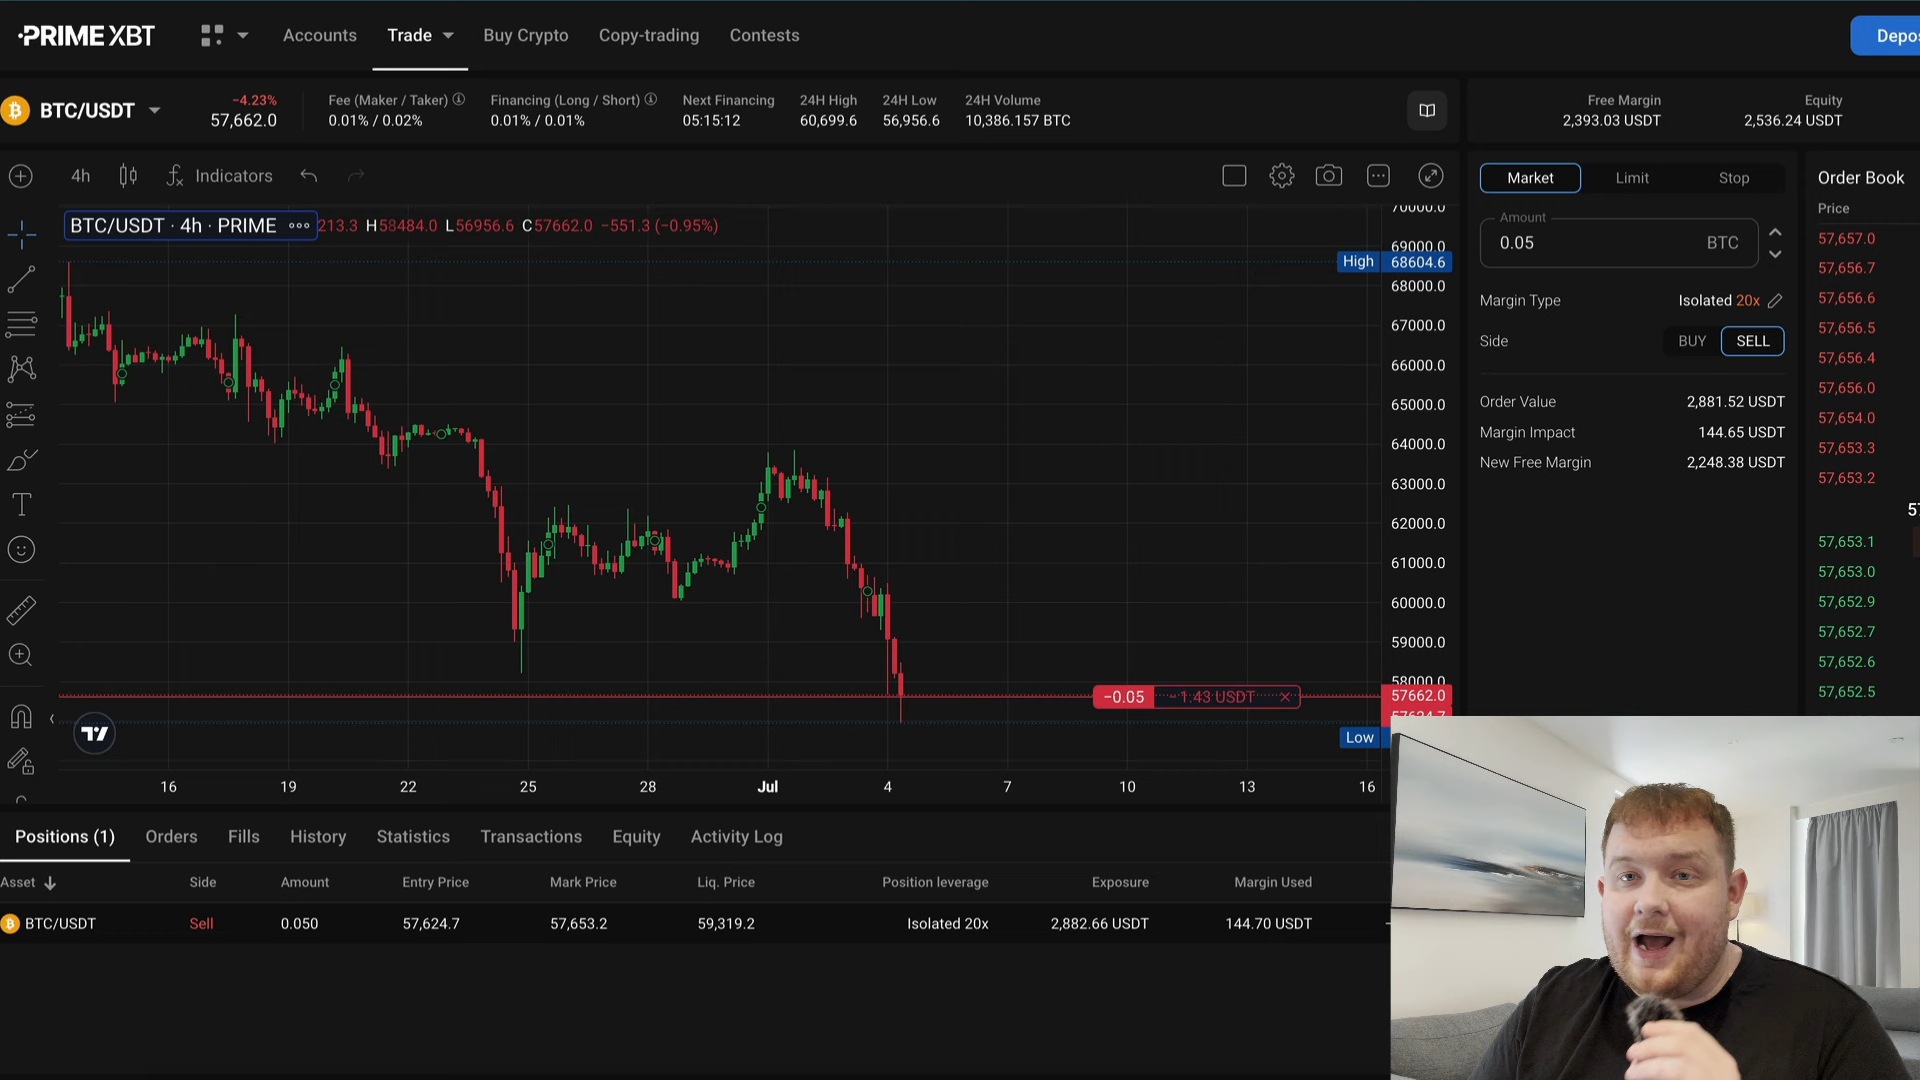 PRIME XBT
Accounts
Trade
Buy Crypto
Copy-trading
Contests
BTC/USDT
−4.23%
57,662.0
Fee (Maker / Taker)
0.01% / 0.02%
Financing (Long / Short)
0.01% / 0.01%
Next Financing
05:15:12
24H High
60,699.6
24H Low
56,956.6
24H Volume
10,386.157 BTC
Free Margin
2,393.03 USDT
Equity
2,536.24 USDT
4h
Indicators
BTC/USDT · 4h · PRIME
213.3 H58484.0 L56956.6 C57662.0 −551.3 (−0.95%)
70000.0
69000.0
High 68604.6
68000.0
67000.0
66000.0
65000.0
64000.0
63000.0
62000.0
61000.0
60000.0
59000.0
58000.0
−0.05 −1.43 USDT
57662.0
57624.7
Low
16 19 22 25 28 Jul 4 7 10 13 16
Market
Limit
Stop
Amount
0.05 BTC
Margin Type Isolated 20x
Side BUY SELL
Order Value 2,881.52 USDT
Margin Impact 144.65 USDT
New Free Margin 2,248.38 USDT
Order Book
Price
57,657.0
57,656.7
57,656.6
57,656.5
57,656.4
57,656.0
57,654.0
57,653.3
57,653.2
57,653.1
57,653.0
57,652.9
57,652.7
57,652.6
57,652.5
Positions (1)
Orders
Fills
History
Statistics
Transactions
Equity
Activity Log
Asset Side Amount Entry Price Mark Price Liq. Price Position leverage Exposure Margin Used
BTC/USDT Sell 0.050 57,624.7 57,653.2 59,319.2 Isolated 20x 2,882.66 USDT 144.70 USDT